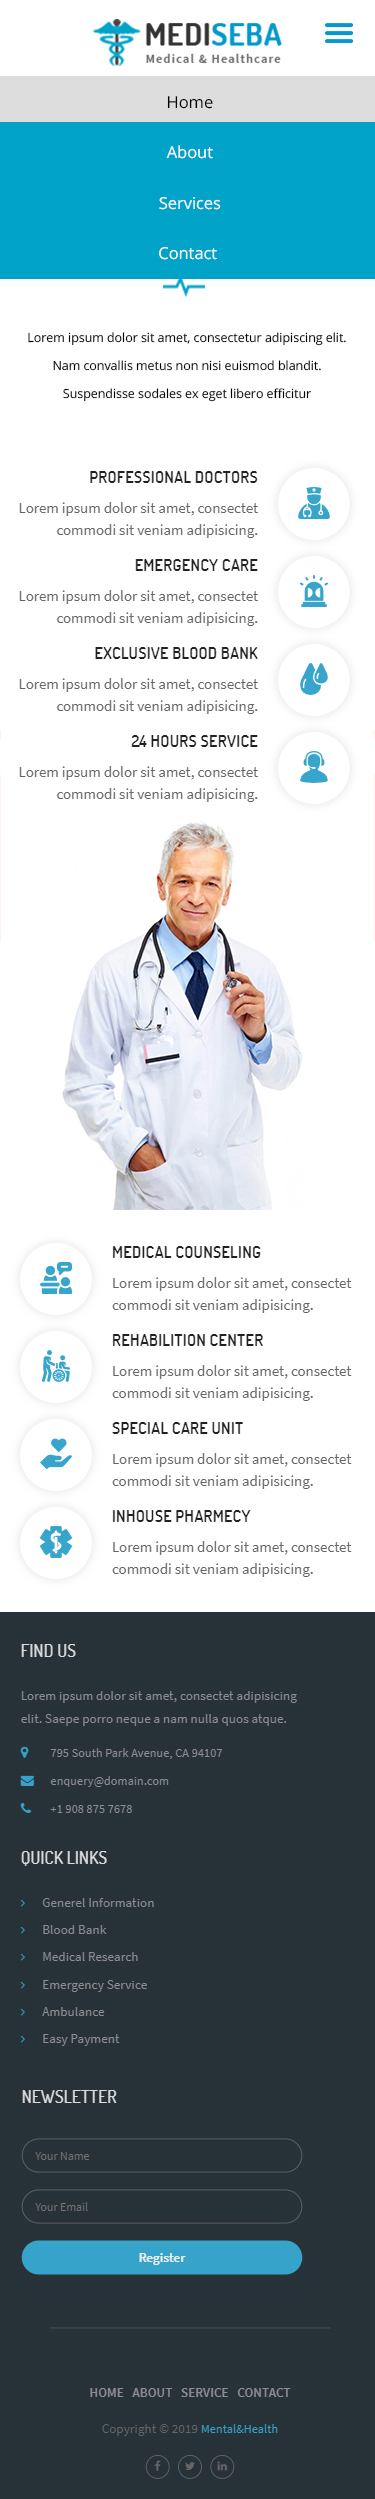 MEDISEBA
Medical & Healthcare
Home
About
Services
Contact
Lorem ipsum dolor sit amet, consectetur adipiscing elit.
Nam convallis metus non nisi euismod blandit.
Suspendisse sodales ex eget libero efficitur
PROFESSIONAL DOCTORS
Lorem ipsum dolor sit amet, consectet
commodi sit veniam adipisicing.
EMERGENCY CARE
Lorem ipsum dolor sit amet, consectet
commodi sit veniam adipisicing.
EXCLUSIVE BLOOD BANK
Lorem ipsum dolor sit amet, consectet
commodi sit veniam adipisicing.
24 HOURS SERVICE
Lorem ipsum dolor sit amet, consectet
commodi sit veniam adipisicing.
MEDICAL COUNSELING
Lorem ipsum dolor sit amet, consectet
commodi sit veniam adipisicing.
REHABILITION CENTER
Lorem ipsum dolor sit amet, consectet
commodi sit veniam adipisicing.
SPECIAL CARE UNIT
Lorem ipsum dolor sit amet, consectet
commodi sit veniam adipisicing.
INHOUSE PHARMECY
Lorem ipsum dolor sit amet, consectet
commodi sit veniam adipisicing.
FIND US
Lorem ipsum dolor sit amet, consectet adipisicing
elit. Saepe porro neque a nam nulla quos atque.
795 South Park Avenue, CA 94107
enquery@domain.com
+1 908 875 7678
QUICK LINKS
Generel Information
Blood Bank
Medical Research
Emergency Service
Ambulance
Easy Payment
NEWSLETTER
Your Name
Your Email
Register
HOME ABOUT SERVICE CONTACT
Copyright © 2019 Mental&Health